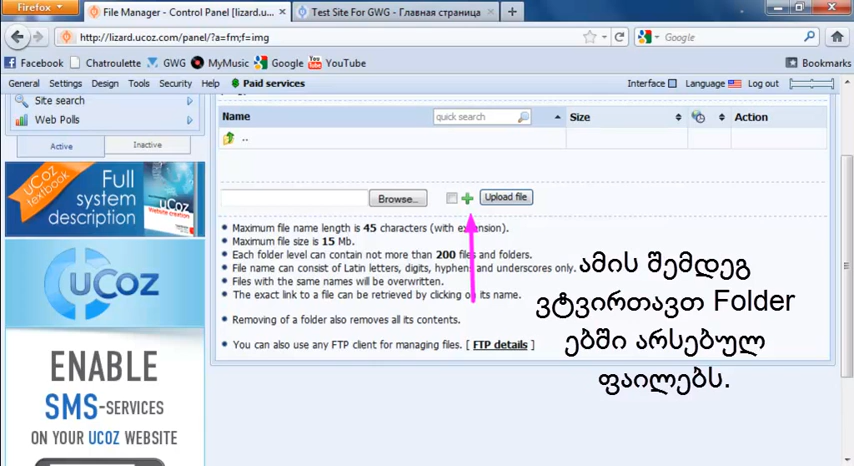 Firefox
File Manager - Control Panel [lizard.u...
Test Site For GWG - Главная страница
http://lizard.ucoz.com/panel/?a=fm;f=img
Google
Facebook Chatroulette GWG MyMusic Google YouTube Bookmarks
General Settings Design Tools Security Help Paid services Interface Language Log out
Site search
Web Polls
Active Inactive
Name quick search Size Action
..
Browse... Upload file
Maximum file name length is 45 characters (with extension).
Maximum file size is 15 Mb.
Each folder level can contain not more than 200 files and folders.
File name can consist of Latin letters, digits, hyphens and underscores only.
Files with the same names will be overwritten.
The exact link to a file can be retrieved by clicking on its name.
Removing of a folder also removes all its contents.
You can also use any FTP client for managing files. [ FTP details ]
ამის შემდეგ
ვტვირთავთ Folder
ებში არსებულ
ფაილებს.
uCoz
textbook
Full
system
description
uCoz
Website creation
uCoz
ENABLE
SMS-SERVICES
ON YOUR UCOZ WEBSITE